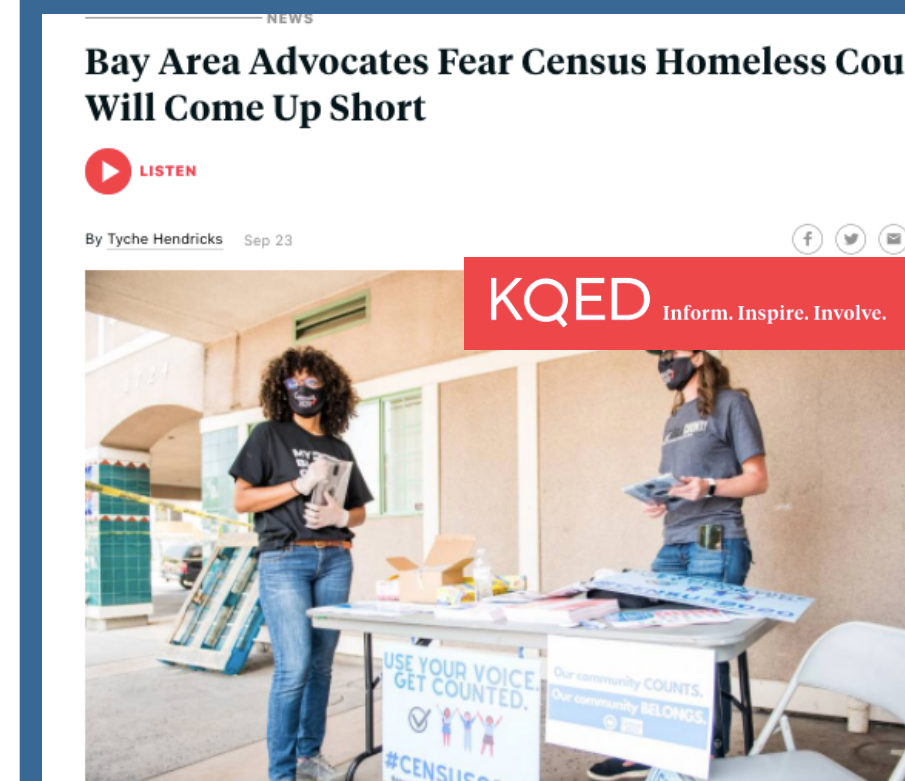 NEWS
Bay Area Advocates Fear Census Homeless Cou
Will Come Up Short
LISTEN
By Tyche Hendricks Sep 23
KQED Inform. Inspire. Involve.
USE YOUR VOICE.
GET COUNTED.
Our community COUNTS.
Our community BELONGS.